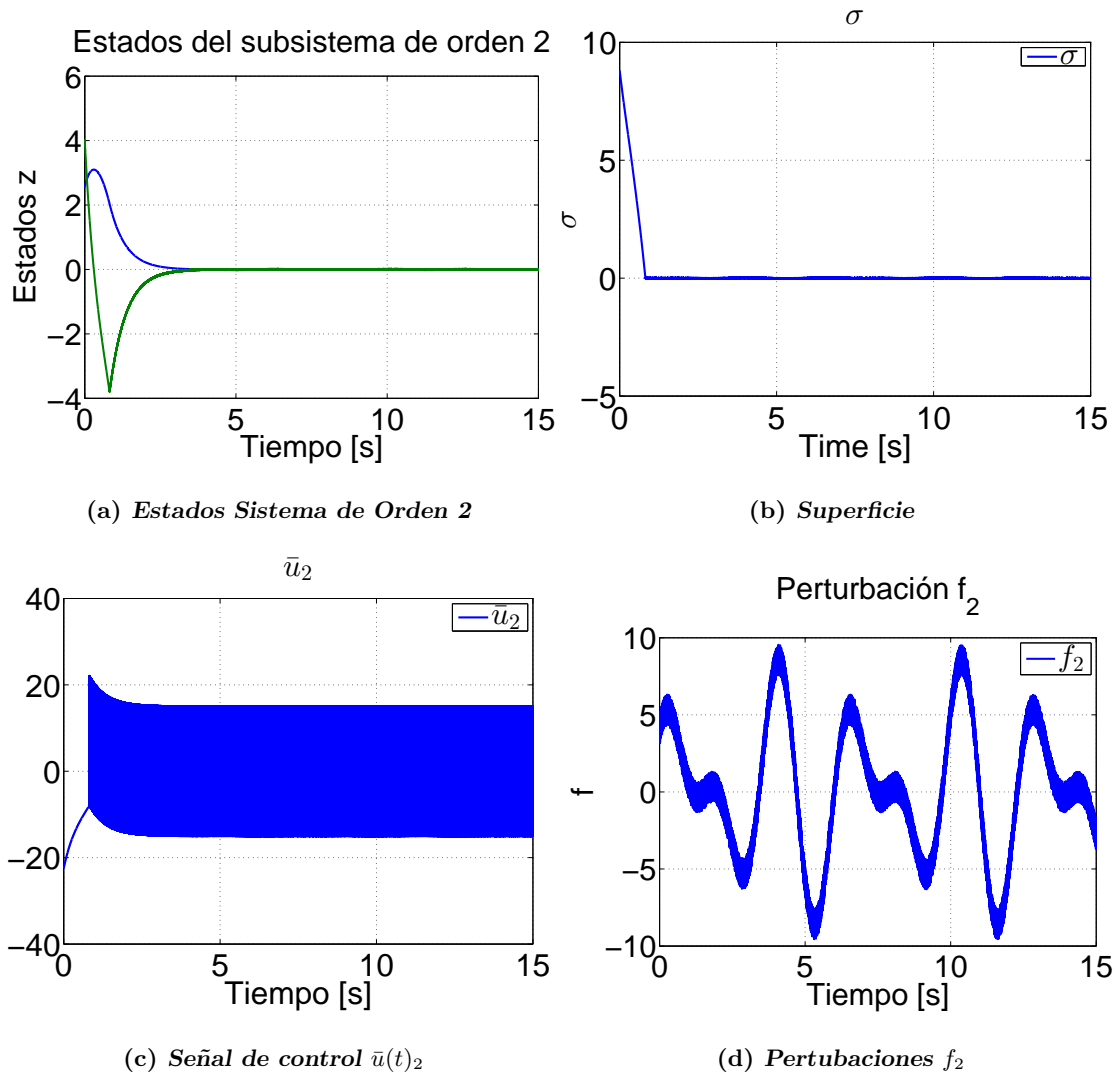 Estados del subsistema de orden 2
6
4
2
0
−2
−4
Estados z
0 5 10 15
Tiempo [s]
(a) Estados Sistema de Orden 2
σ
σ
10
5
0
−5
σ
0 5 10 15
Time [s]
(b) Superficie
ū₂
ū₂
40
20
0
−20
−40
0 5 10 15
Tiempo [s]
(c) Señal de control ū(t)₂
Perturbación f₂
f₂
10
5
0
−5
−10
f
0 5 10 15
Tiempo [s]
(d) Pertubaciones f₂